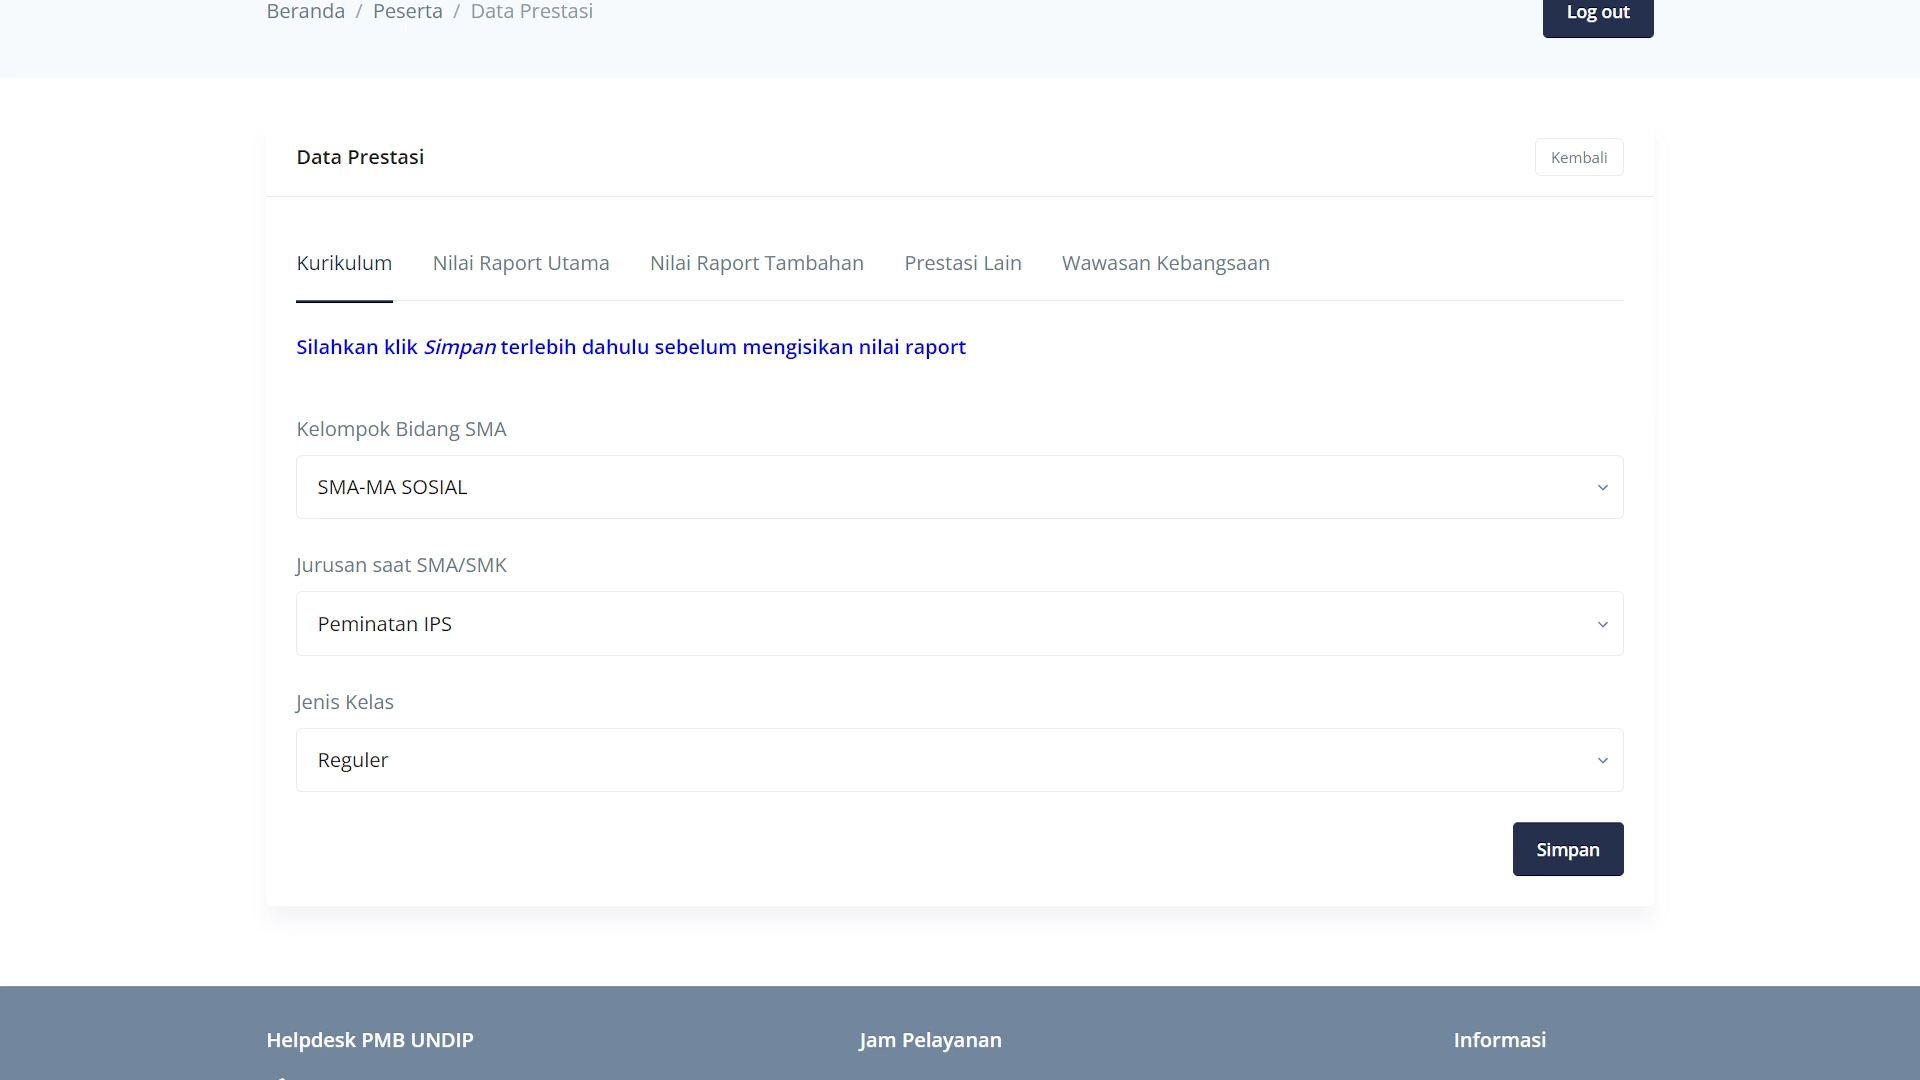 Beranda / Peserta / Data Prestasi
Log out
Data Prestasi
Kembali
Kurikulum
Nilai Raport Utama
Nilai Raport Tambahan
Prestasi Lain
Wawasan Kebangsaan
Silahkan klik Simpan terlebih dahulu sebelum mengisikan nilai raport
Kelompok Bidang SMA
SMA-MA SOSIAL
Jurusan saat SMA/SMK
Peminatan IPS
Jenis Kelas
Reguler
Simpan
Helpdesk PMB UNDIP
Jam Pelayanan
Informasi